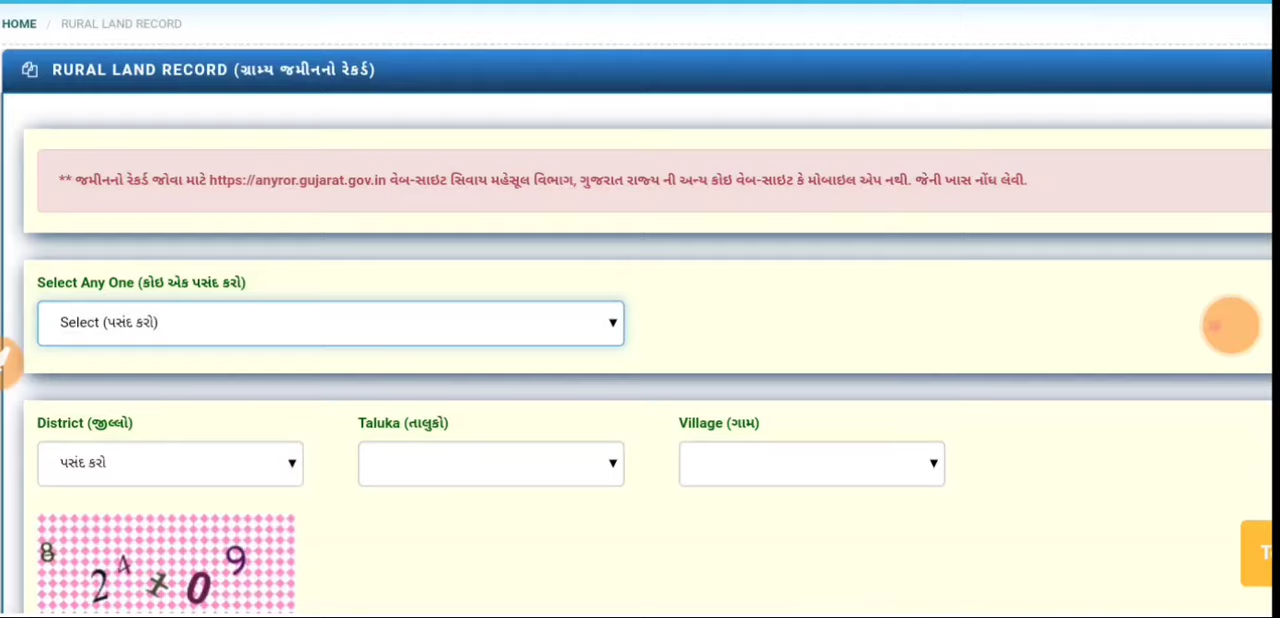 HOME / RURAL LAND RECORD
RURAL LAND RECORD (ગ્રામ્ય જમીનનો રેકર્ડ)
** જમીનનો રેકર્ડ જોવા માટે https://anyror.gujarat.gov.in વેબ-સાઇટ સિવાય મહેસૂલ વિભાગ, ગુજરાત રાજ્ય ની અન્ય કોઇ વેબ-સાઇટ કે મોબાઇલ એપ નથી. જેની ખાસ નોંધ લેવી.
Select Any One (કોઇ એક પસંદ કરો)
Select (પસંદ કરો)
District (જીલ્લો) Taluka (તાલુકો) Village (ગામ)
પસંદ કરો